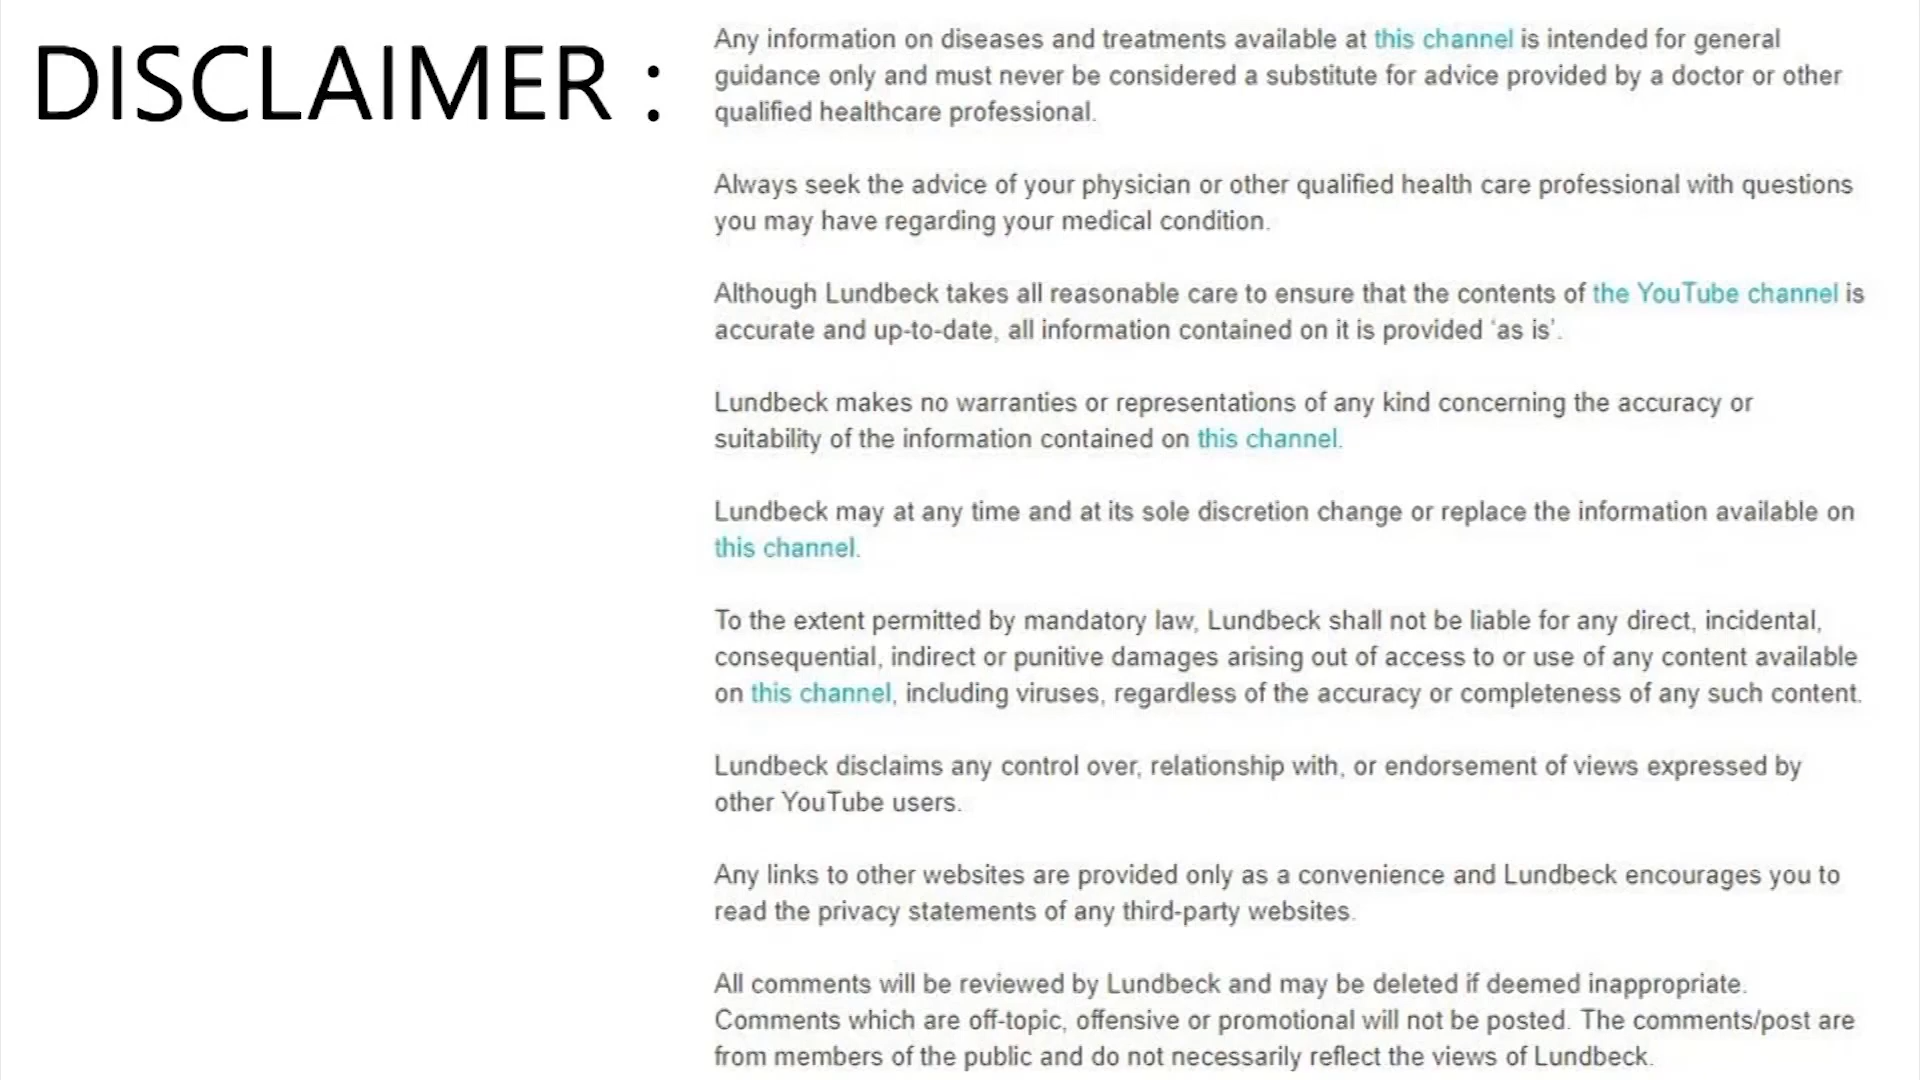 DISCLAIMER :
Any information on diseases and treatments available at this channel is intended for general
guidance only and must never be considered a substitute for advice provided by a doctor or other
qualified healthcare professional.
Always seek the advice of your physician or other qualified health care professional with questions
you may have regarding your medical condition.
Although Lundbeck takes all reasonable care to ensure that the contents of the YouTube channel is
accurate and up-to-date, all information contained on it is provided 'as is'.
Lundbeck makes no warranties or representations of any kind concerning the accuracy or
suitability of the information contained on this channel.
Lundbeck may at any time and at its sole discretion change or replace the information available on
this channel.
To the extent permitted by mandatory law, Lundbeck shall not be liable for any direct, incidental,
consequential, indirect or punitive damages arising out of access to or use of any content available
on this channel, including viruses, regardless of the accuracy or completeness of any such content.
Lundbeck disclaims any control over, relationship with, or endorsement of views expressed by
other YouTube users.
Any links to other websites are provided only as a convenience and Lundbeck encourages you to
read the privacy statements of any third-party websites.
All comments will be reviewed by Lundbeck and may be deleted if deemed inappropriate.
Comments which are off-topic, offensive or promotional will not be posted. The comments/post are
from members of the public and do not necessarily reflect the views of Lundbeck.